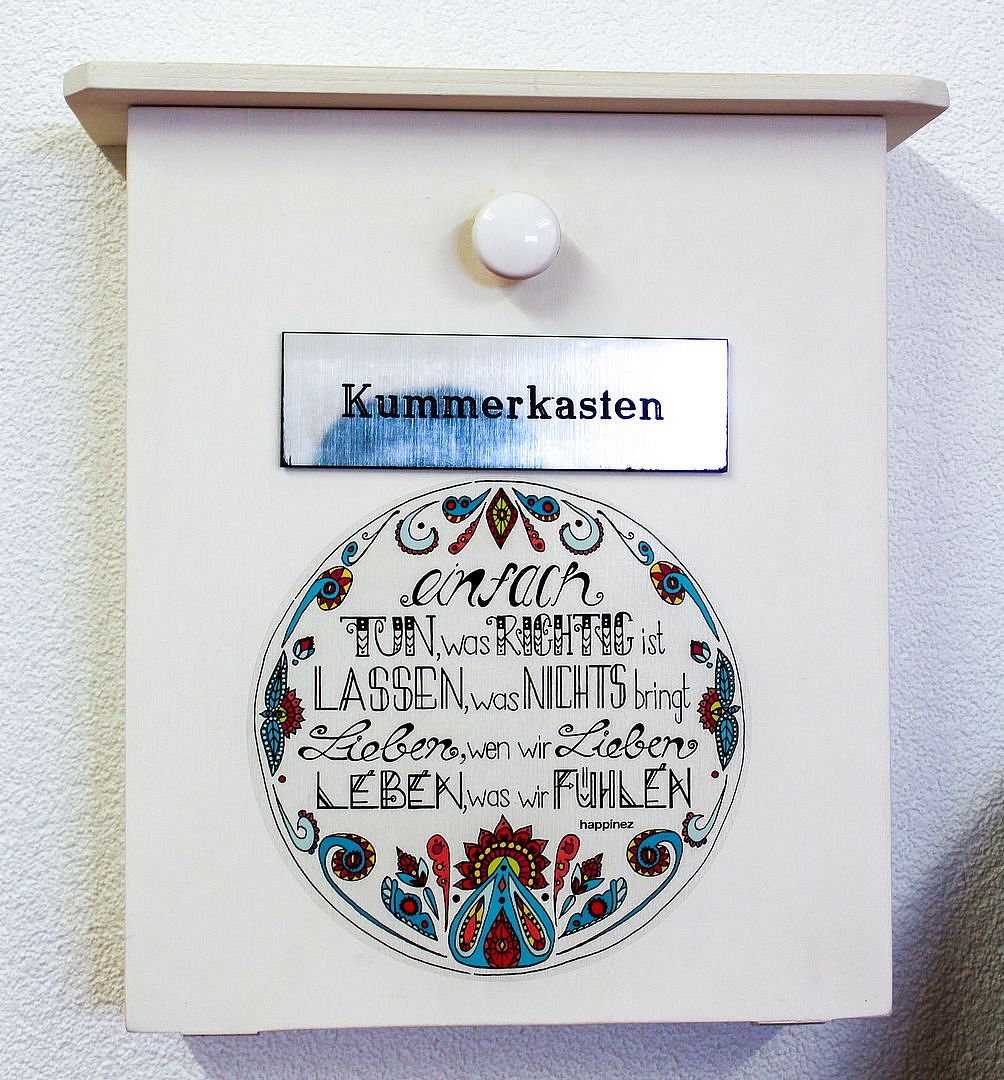 Kummerkasten
einfach
TUN, was RICHTIG ist
LASSEN, was NICHTS bringt
Lieben, wen wir Lieben
LEBEN, was wir FÜHLEN
happinez